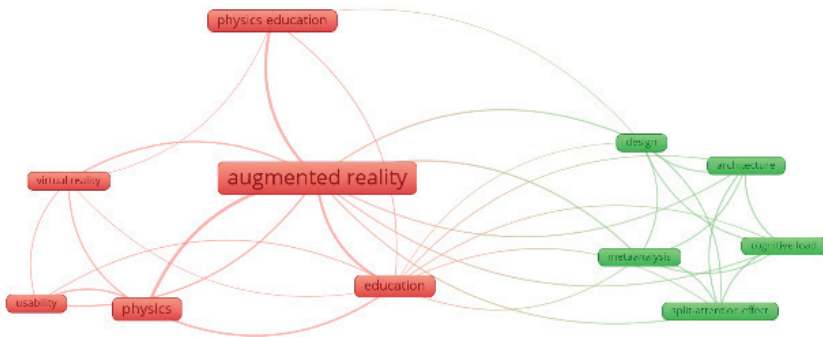 physics education
design
architecture
virtual reality
augmented reality
cognitive load
metaanalysis
education
usability
physics
split-attention effect